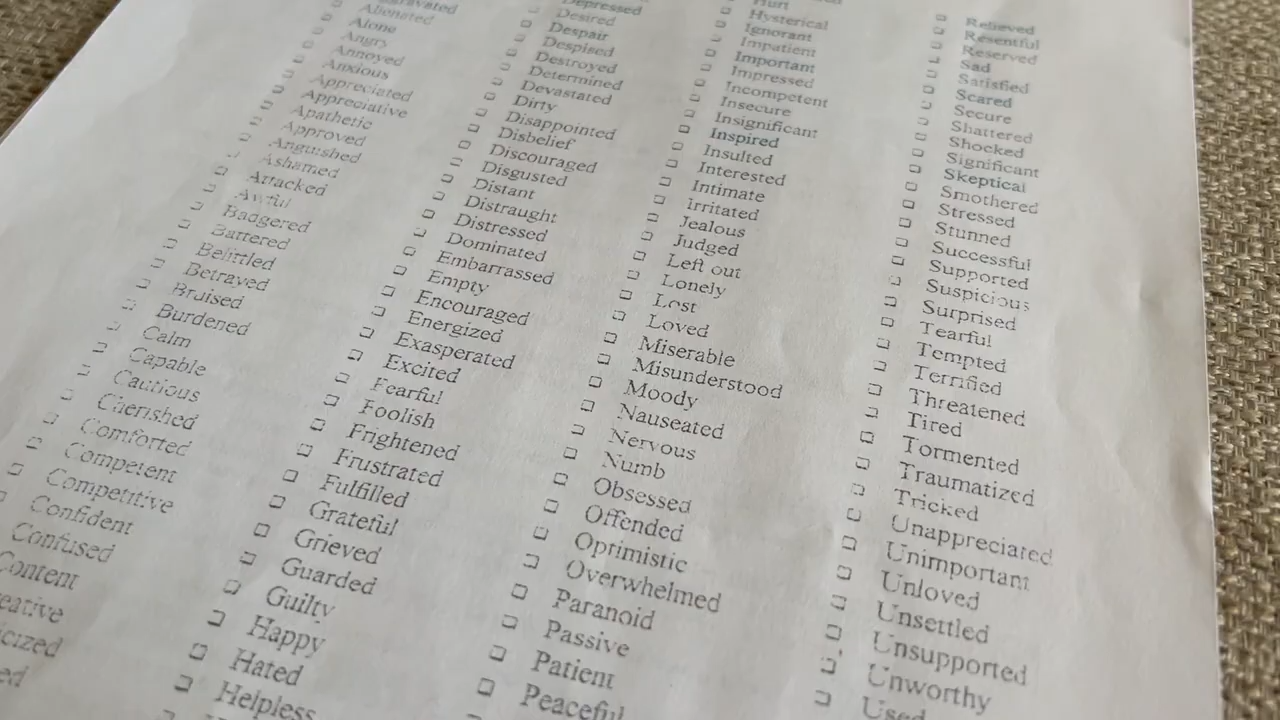 Alienated
Alone
Angry
Annoyed
Anxious
Appreciated
Appreciative
Apathetic
Approved
Anguished
Ashamed
Attacked
Awful
Badgered
Battered
Belittled
Betrayed
Bruised
Burdened
Calm
Capable
Cautious
Cherished
Comforted
Competent
Competitive
Confident
Confused
Content
Depressed
Desired
Despair
Despised
Destroyed
Determined
Devastated
Dirty
Disappointed
Disbelief
Discouraged
Disgusted
Distant
Distraught
Distressed
Dominated
Embarrassed
Empty
Encouraged
Energized
Exasperated
Excited
Fearful
Foolish
Frightened
Frustrated
Fulfilled
Grateful
Grieved
Guarded
Guilty
Happy
Hated
Helpless
Hurt
Hysterical
Ignorant
Impatient
Important
Impressed
Incompetent
Insecure
Insignificant
Inspired
Insulted
Interested
Intimate
Irritated
Jealous
Judged
Left out
Lonely
Lost
Loved
Miserable
Misunderstood
Moody
Nauseated
Nervous
Numb
Obsessed
Offended
Optimistic
Overwhelmed
Paranoid
Passive
Patient
Peaceful
Relieved
Resentful
Reserved
Sad
Satisfied
Scared
Secure
Shattered
Shocked
Significant
Skeptical
Smothered
Stressed
Stunned
Successful
Supported
Suspicious
Surprised
Tearful
Tempted
Terrified
Threatened
Tired
Tormented
Traumatized
Tricked
Unappreciated
Unimportant
Unloved
Unsettled
Unsupported
Unworthy
Used